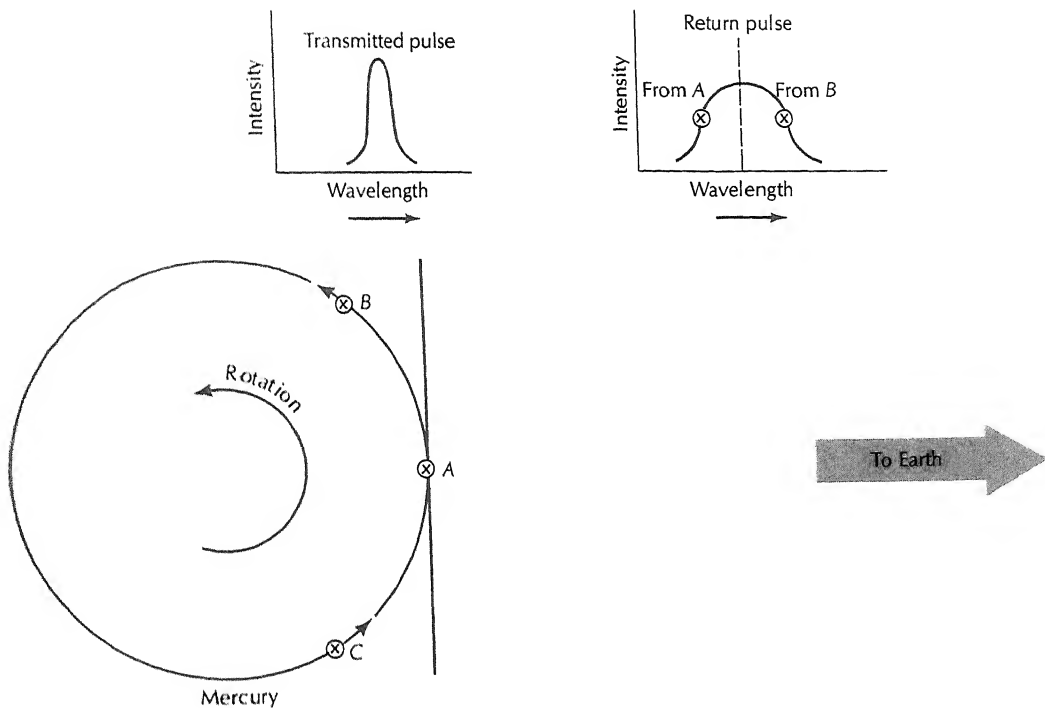 Transmitted pulse
Intensity
Wavelength
Return pulse
From A
From B
Intensity
Wavelength
B
Rotation
A
To Earth
C
Mercury